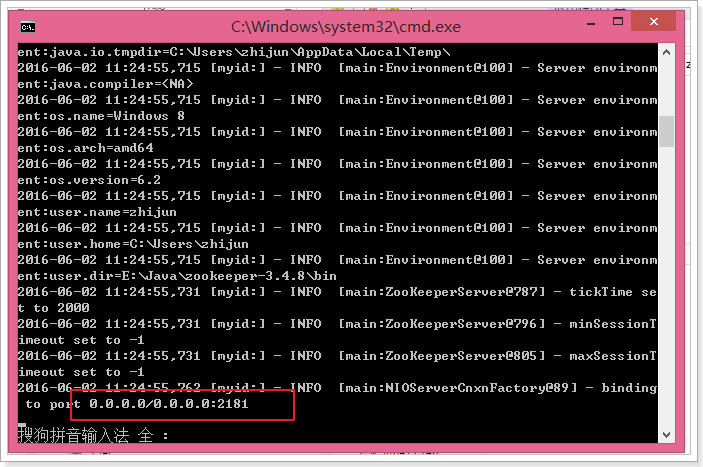 C:\Windows\system32\cmd.exe
ent:java.io.tmpdir=C:\Users\zhijun\AppData\Local\Temp\
2016-06-02 11:24:55,715 [myid:] - INFO  [main:Environment@100] - Server environm
ent:java.compiler=<NA>
2016-06-02 11:24:55,715 [myid:] - INFO  [main:Environment@100] - Server environm
ent:os.name=Windows 8
2016-06-02 11:24:55,715 [myid:] - INFO  [main:Environment@100] - Server environm
ent:os.arch=amd64
2016-06-02 11:24:55,715 [myid:] - INFO  [main:Environment@100] - Server environm
ent:os.version=6.2
2016-06-02 11:24:55,715 [myid:] - INFO  [main:Environment@100] - Server environm
ent:user.name=zhijun
2016-06-02 11:24:55,715 [myid:] - INFO  [main:Environment@100] - Server environm
ent:user.home=C:\Users\zhijun
2016-06-02 11:24:55,715 [myid:] - INFO  [main:Environment@100] - Server environm
ent:user.dir=E:\Java\zookeeper-3.4.8\bin
2016-06-02 11:24:55,731 [myid:] - INFO  [main:ZooKeeperServer@787] - tickTime se
t to 2000
2016-06-02 11:24:55,731 [myid:] - INFO  [main:ZooKeeperServer@796] - minSessionT
imeout set to -1
2016-06-02 11:24:55,731 [myid:] - INFO  [main:ZooKeeperServer@805] - maxSessionT
imeout set to -1
2016-06-02 11:24:55,762 [myid:] - INFO  [main:NIOServerCnxnFactory@89] - binding
 to port 0.0.0.0/0.0.0.0:2181
搜狗拼音输入法 全 :